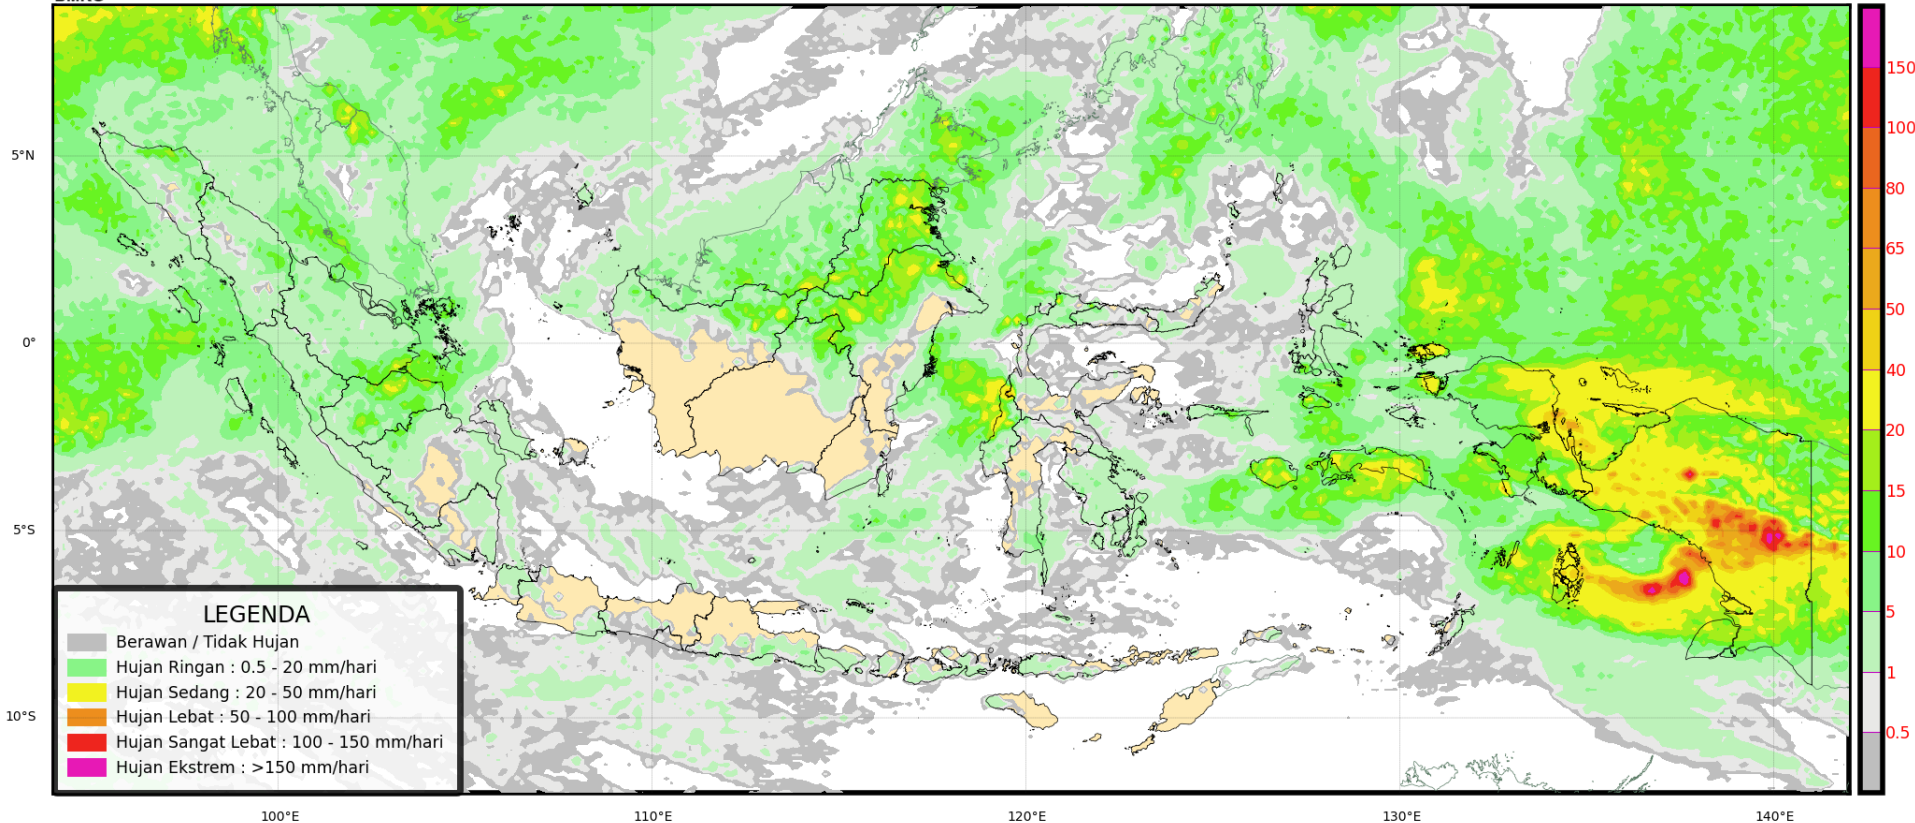 5°N
0°
5°S
10°S
100°E
110°E
120°E
130°E
140°E
LEGENDA
Berawan / Tidak Hujan
Hujan Ringan : 0.5 - 20 mm/hari
Hujan Sedang : 20 - 50 mm/hari
Hujan Lebat : 50 - 100 mm/hari
Hujan Sangat Lebat : 100 - 150 mm/hari
Hujan Ekstrem : >150 mm/hari
150
100
80
65
50
40
20
15
10
5
1
0.5